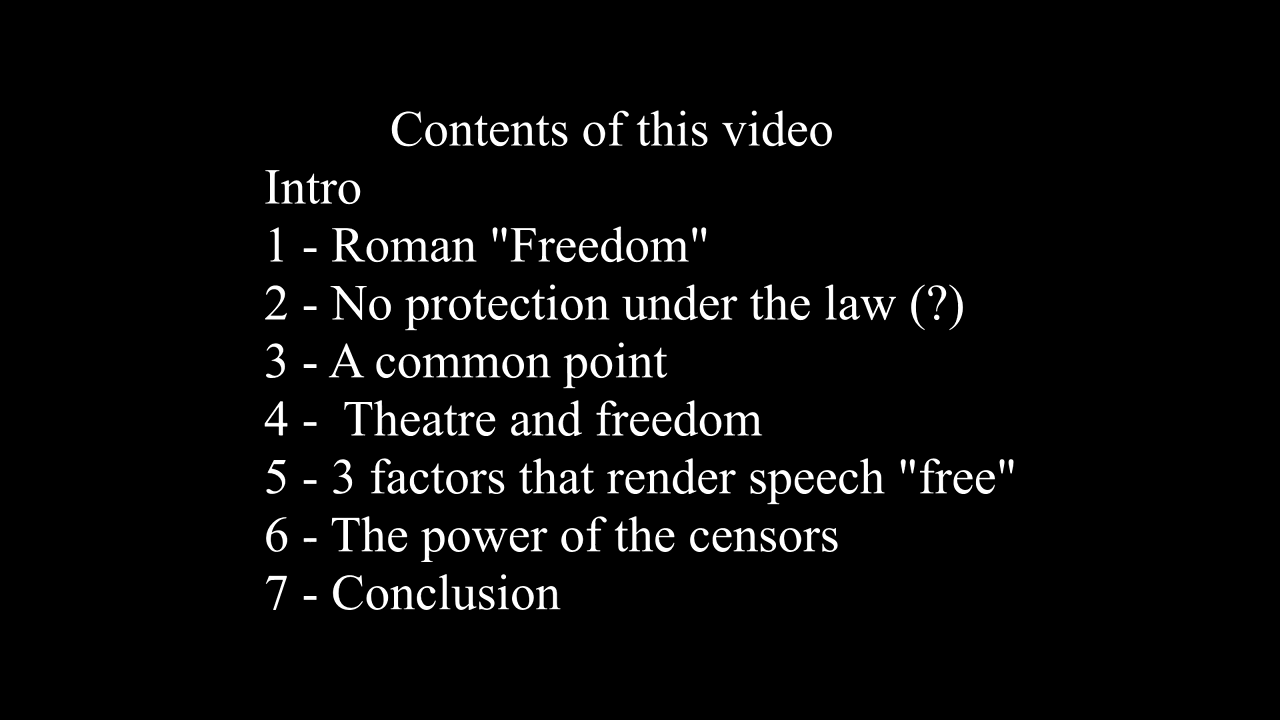 Contents of this video
Intro
1 - Roman "Freedom"
2 - No protection under the law (?)
3 - A common point
4 -  Theatre and freedom
5 - 3 factors that render speech "free"
6 - The power of the censors
7 - Conclusion